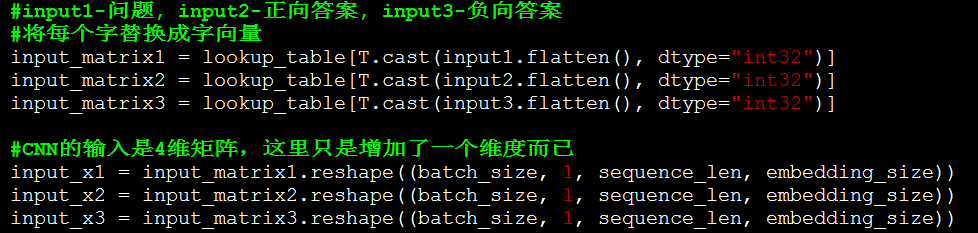 #input1-问题, input2-正向答案, input3-负向答案
#将每个字替换成字向量
input_matrix1 = lookup_table[T.cast(input1.flatten(), dtype="int32")]
input_matrix2 = lookup_table[T.cast(input2.flatten(), dtype="int32")]
input_matrix3 = lookup_table[T.cast(input3.flatten(), dtype="int32")]
#CNN的输入是4维矩阵，这里只是增加了一个维度而已
input_x1 = input_matrix1.reshape((batch_size, 1, sequence_len, embedding_size))
input_x2 = input_matrix2.reshape((batch_size, 1, sequence_len, embedding_size))
input_x3 = input_matrix3.reshape((batch_size, 1, sequence_len, embedding_size))